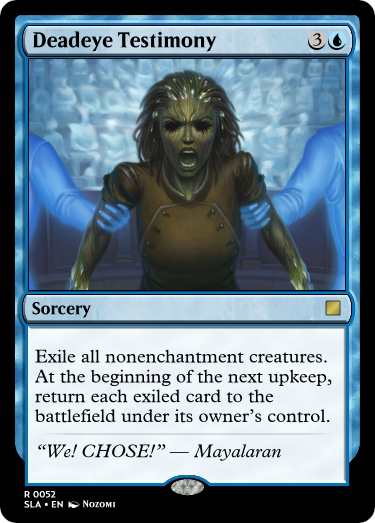 Deadeye Testimony 3
Sorcery
Exile all nonenchantment creatures.
At the beginning of the next upkeep,
return each exiled card to the
battlefield under its owner's control.
“We! CHOSE!” — Mayalaran
R 0052
SLA • EN Nozomi